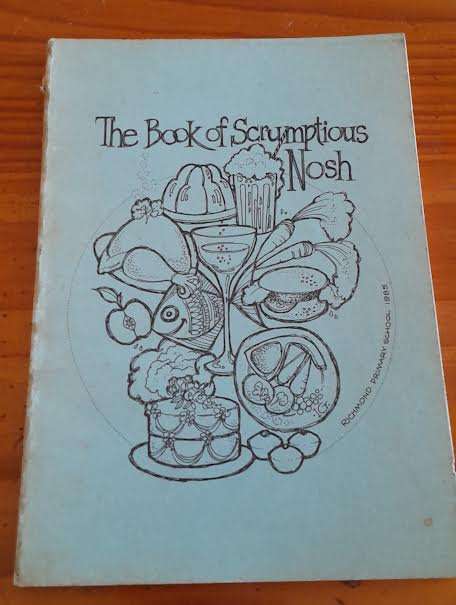 The Book of Scrumptious
Nosh
RICHMOND PRIMARY SCHOOL 1985